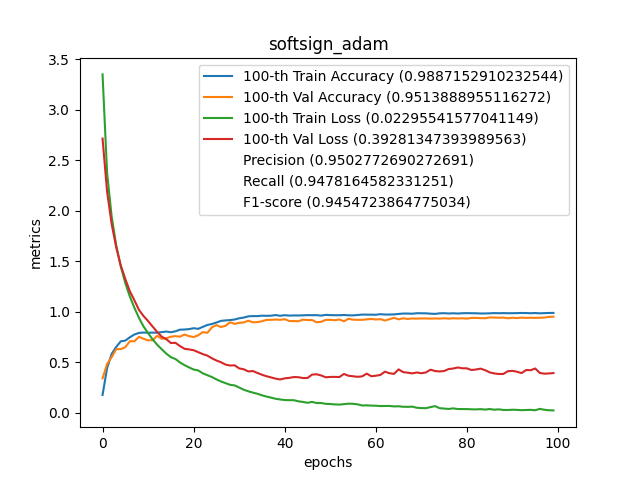 softsign_adam
100-th Train Accuracy (0.9887152910232544)
100-th Val Accuracy (0.9513888955116272)
100-th Train Loss (0.02295541577041149)
100-th Val Loss (0.39281347393989563)
Precision (0.9502772690272691)
Recall (0.9478164582331251)
F1-score (0.9454723864775034)
metrics
3.5
3.0
2.5
2.0
1.5
1.0
0.5
0.0
0 20 40 60 80 100
epochs